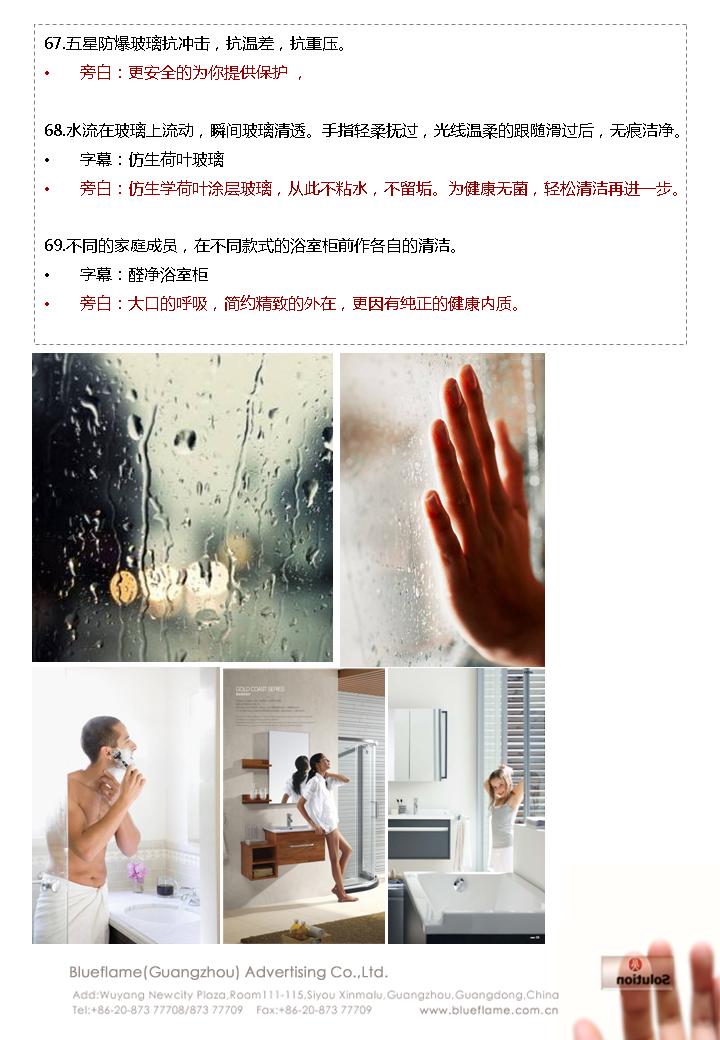 67.五星防爆玻璃抗冲击，抗温差，抗重压。
• 旁白：更安全的为你提供保护 ，
68.水流在玻璃上流动，瞬间玻璃清透。手指轻柔抚过，光线温柔的跟随滑过后，无痕洁净。
• 字幕：仿生荷叶玻璃
• 旁白：仿生学荷叶涂层玻璃，从此不粘水，不留垢。为健康无菌，轻松清洁再进一步。
69.不同的家庭成员，在不同款式的浴室柜前作各自的清洁。
• 字幕：醛净浴室柜
• 旁白：大口的呼吸，简约精致的外在，更因有纯正的健康内质。
GOLD COAST SERIES
Blueflame(Guangzhou) Advertising Co.,Ltd.
Add:Wuyang Newcity Plaza,Room111-115,Siyou Xinmalu,Guangzhou,Guangdong,China
Tel:+86-20-873 77708/873 77709 Fax:+86-20-873 77709 www.blueflame.com.cn
Solution